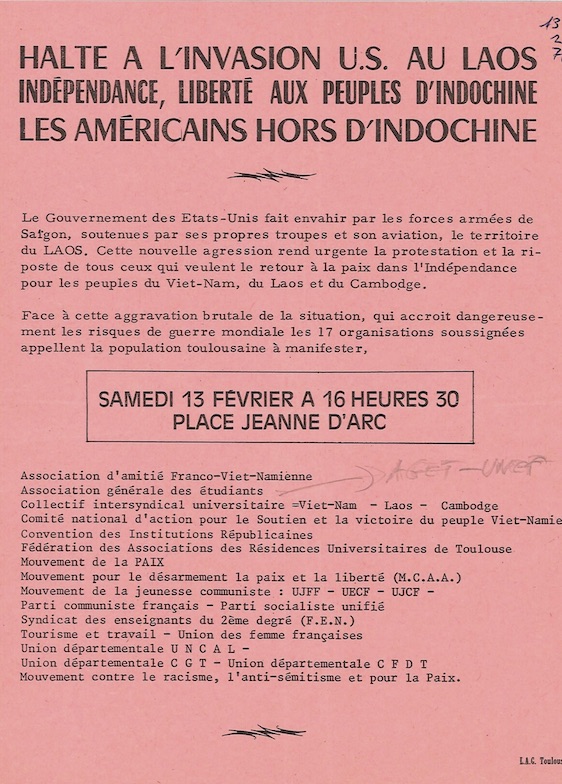 13
2
HALTE A L'INVASION U.S. AU LAOS
INDÉPENDANCE, LIBERTÉ AUX PEUPLES D'INDOCHINE
LES AMÉRICAINS HORS D'INDOCHINE
Le Gouvernement des Etats-Unis fait envahir par les forces armées de
Saïgon, soutenues par ses propres troupes et son aviation, le territoire
du LAOS. Cette nouvelle agression rend urgente la protestation et la ri-
poste de tous ceux qui veulent le retour à la paix dans l'Indépendance
pour les peuples du Viet-Nam, du Laos et du Cambodge.
Face à cette aggravation brutale de la situation, qui accroit dangereuse-
ment les risques de guerre mondiale les 17 organisations soussignées
appellent la population toulousaine à manifester,
SAMEDI 13 FÉVRIER A 16 HEURES 30
PLACE JEANNE D'ARC
Association d'amitié Franco-Viet-Namienne
Association générale des étudiants AGET-UNEF
Collectif intersyndical universitaire =Viet-Nam - Laos - Cambodge
Comité national d'action pour le Soutien et la victoire du peuple Viet-Namie
Convention des Institutions Républicaines
Fédération des Associations des Résidences Universitaires de Toulouse
Mouvement de la PAIX
Mouvement pour le désarmement la paix et la liberté (M.C.A.A.)
Mouvement de la jeunesse communiste : UJFF - UECF - UJCF -
Parti communiste français - Parti socialiste unifié
Syndicat des enseignants du 2ème degré (F.E.N.)
Tourisme et travail - Union des femme françaises
Union départementale U N C A L -
Union départementale C G T - Union départementale C F D T
Mouvement contre le racisme, l'anti-sémitisme et pour la Paix.
L.A.G. Toulous